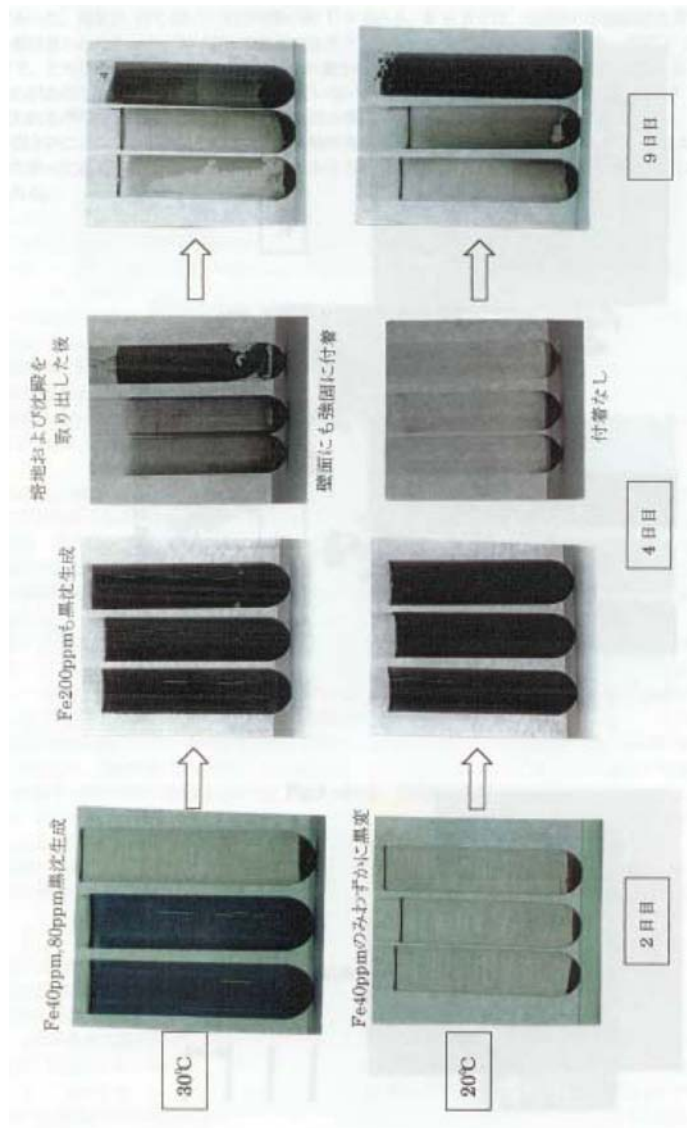 30℃
Fe40ppm,80ppm黒沈生成
Fe200ppmも黒沈生成
培地および沈殿を
取り出した後
壁面にも強固に付着
20℃
Fe40ppmのみわずかに黒変
付着なし
2日目
4日目
9日目